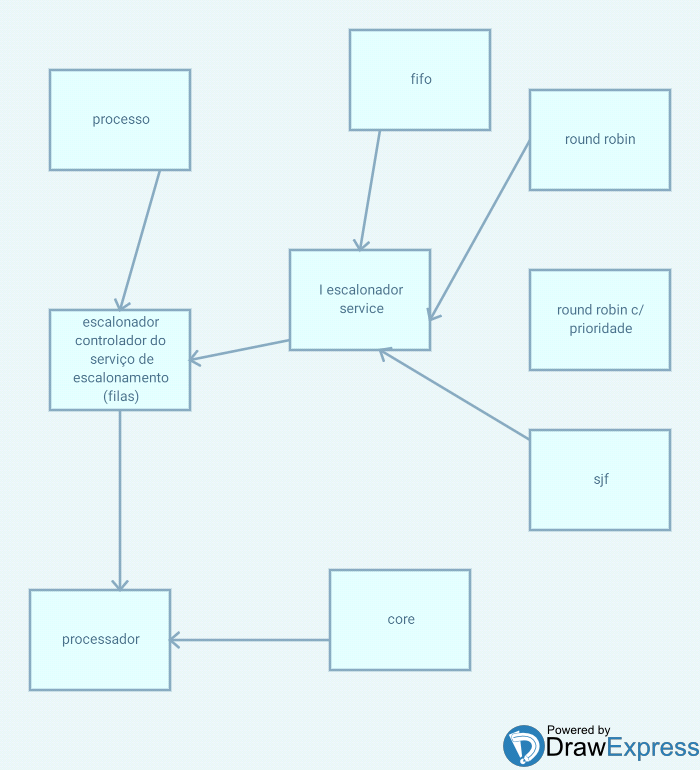 fifo
processo
round robin
I escalonador
service
round robin c/
prioridade
escalonador
controlador do
serviço de
escalonamento
(filas)
sjf
core
processador
Powered by
DrawExpress